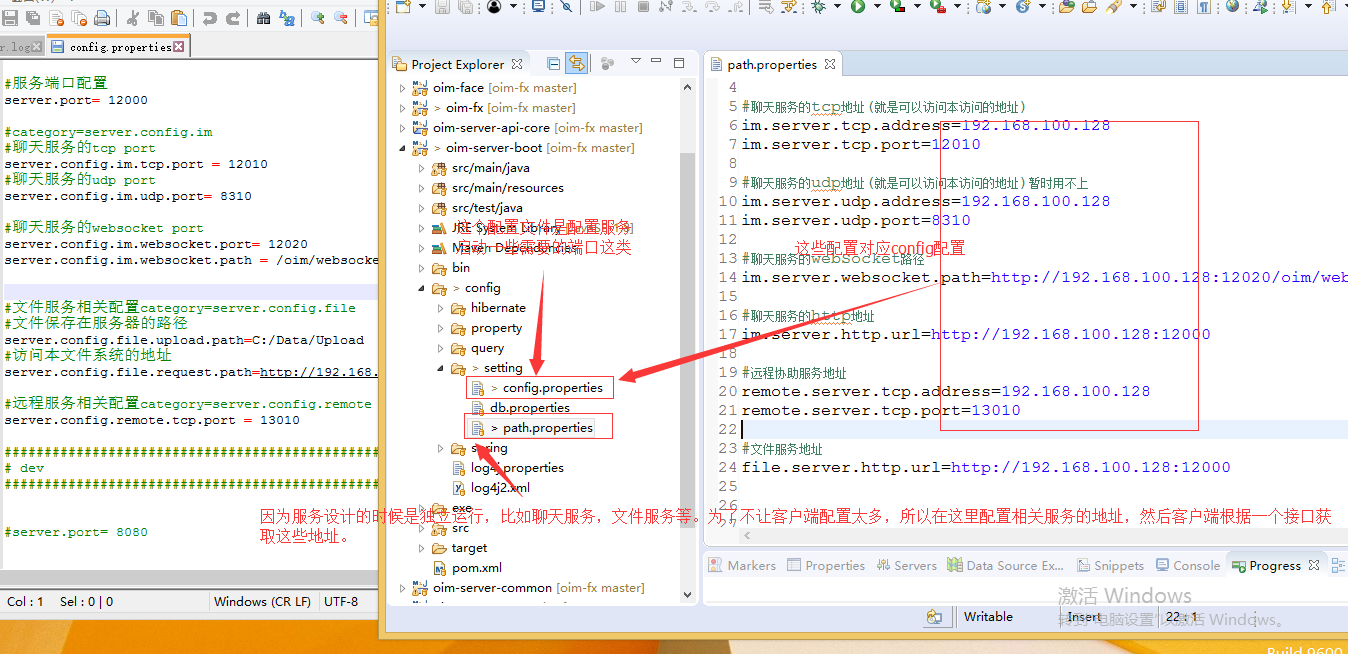 r.log
config.properties
#服务端口配置
server.port= 12000
#category=server.config.im
#聊天服务的tcp port
server.config.im.tcp.port = 12010
#聊天服务的udp port
server.config.im.udp.port= 8310
#聊天服务的websocket port
server.config.im.websocket.port= 12020
server.config.im.websocket.path = /oim/websocke
#文件服务相关配置category=server.config.file
#文件保存在服务器的路径
server.config.file.upload.path=C:/Data/Upload
#访问本文件系统的地址
server.config.file.request.path=http://192.168.
#远程服务相关配置category=server.config.remote
server.config.remote.tcp.port = 13010
# dev
#server.port= 8080
Col : 1 Sel : 0 | 0
Windows (CR LF)
UTF-8
Project Explorer
oim-face [oim-fx master]
> oim-fx [oim-fx master]
oim-server-api-core [oim-fx master]
> oim-server-boot [oim-fx master]
src/main/java
src/main/resources
src/test/java
JRE System Library
Maven Dependencies
这个配置文件是配置服务
启动一些需要的端口这类
bin
> config
hibernate
property
query
> setting
> config.properties
db.properties
> path.properties
spring
log4j.properties
log4j2.xml
exe
src
target
pom.xml
oim-server-common [oim-fx master]
path.properties
4
5 #聊天服务的tcp地址(就是可以访问本访问的地址)
6 im.server.tcp.address=192.168.100.128
7 im.server.tcp.port=12010
8
9 #聊天服务的udp地址(就是可以访问本访问的地址)暂时用不上
10 im.server.udp.address=192.168.100.128
11 im.server.udp.port=8310
12
这些配置对应config配置
13 #聊天服务的webSocket路径
14 im.server.websocket.path=http://192.168.100.128:12020/oim/web
15
16 #聊天服务的http地址
17 im.server.http.url=http://192.168.100.128:12000
18
19 #远程协助服务地址
20 remote.server.tcp.address=192.168.100.128
21 remote.server.tcp.port=13010
22
23 #文件服务地址
24 file.server.http.url=http://192.168.100.128:12000
25
26
27
因为服务设计的时候是独立运行，比如聊天服务，文件服务等。为了不让客户端配置太多，所以在这里配置相关服务的地址，然后客户端根据一个接口获
取这些地址。
Markers
Properties
Servers
Data Source Ex...
Snippets
Console
Progress
激活 Windows
转到"电脑设置"以激活 Windows。
Writable
Insert
22 : 1
Build 9600